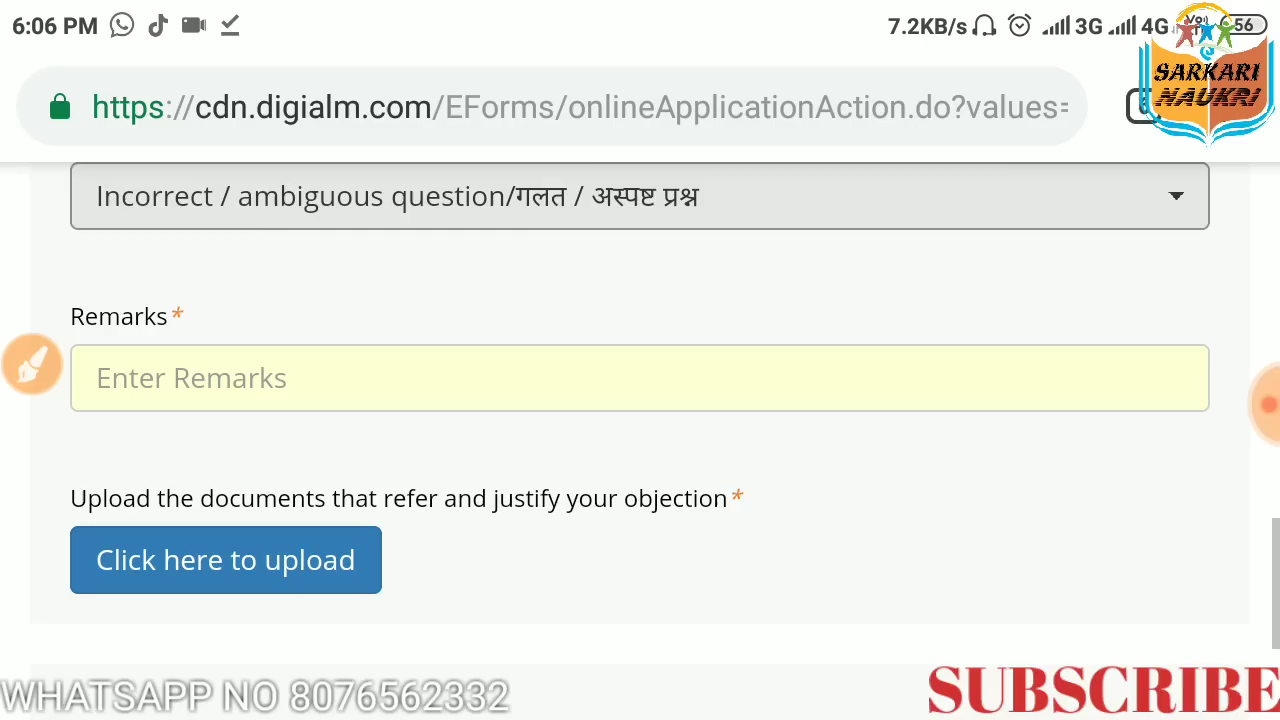 6:06 PM 7.2KB/s 3G 4G 56
https://cdn.digialm.com/EForms/onlineApplicationAction.do?values=
SARKARI
NAUKRI
Incorrect / ambiguous question/गलत / अस्पष्ट प्रश्न
Remarks*
Enter Remarks
Upload the documents that refer and justify your objection*
Click here to upload
WHATSAPP NO 8076562332
SUBSCRIBE